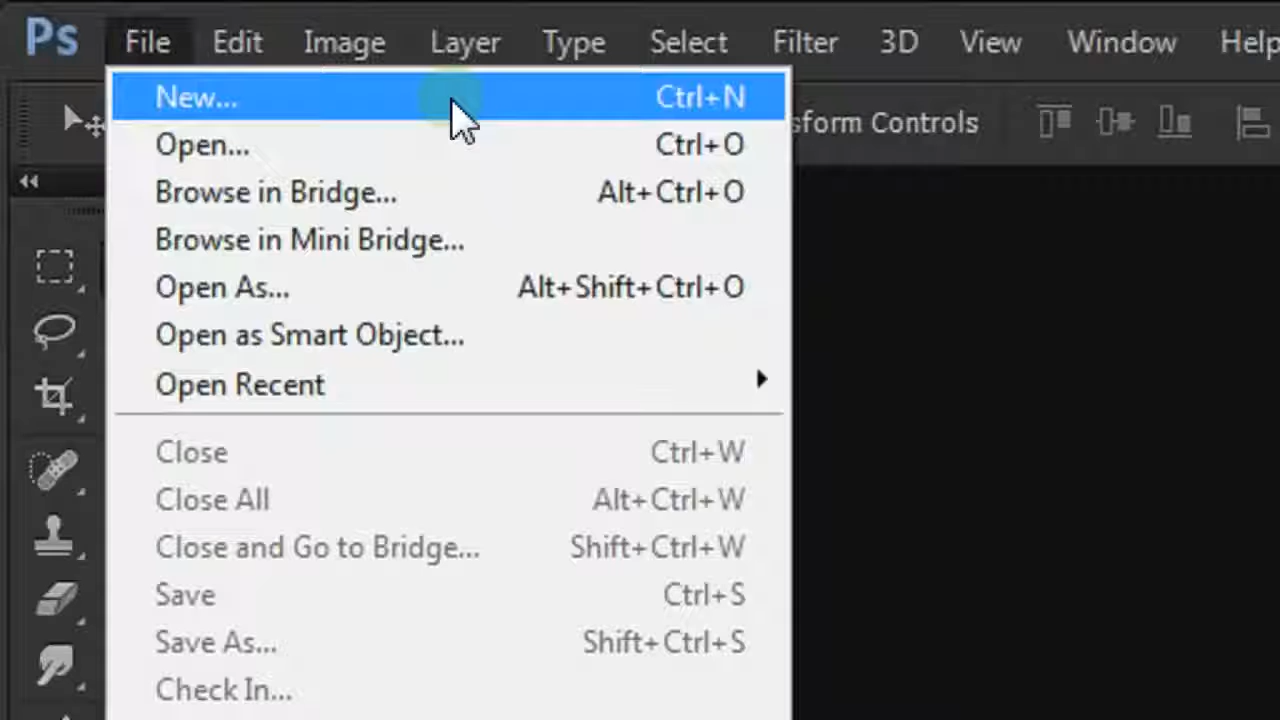 Ps File Edit Image Layer Type Select Filter 3D View Window Help
New... Ctrl+N
sform Controls
Open... Ctrl+O
Browse in Bridge... Alt+Ctrl+O
Browse in Mini Bridge...
Open As... Alt+Shift+Ctrl+O
Open as Smart Object...
Open Recent
Close Ctrl+W
Close All Alt+Ctrl+W
Close and Go to Bridge... Shift+Ctrl+W
Save Ctrl+S
Save As... Shift+Ctrl+S
Check In...